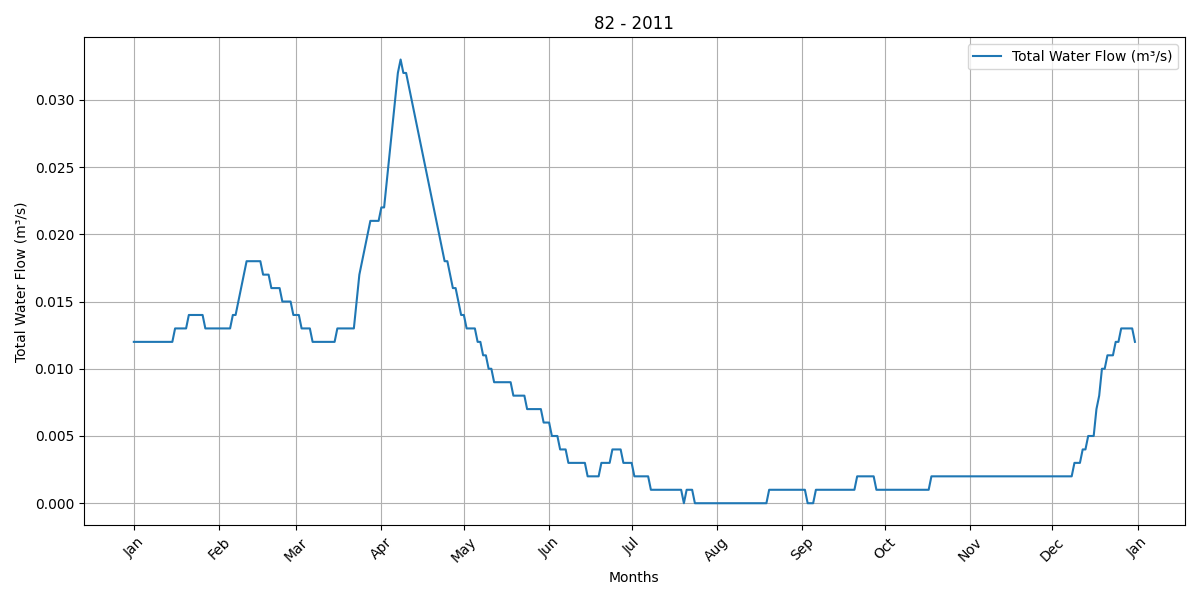 82 - 2011
Total Water Flow (m³/s)
Total Water Flow (m³/s)
0.030
0.025
0.020
0.015
0.010
0.005
0.000
Jan
Feb
Mar
Apr
May
Jun
Jul
Aug
Sep
Oct
Nov
Dec
Jan
Months